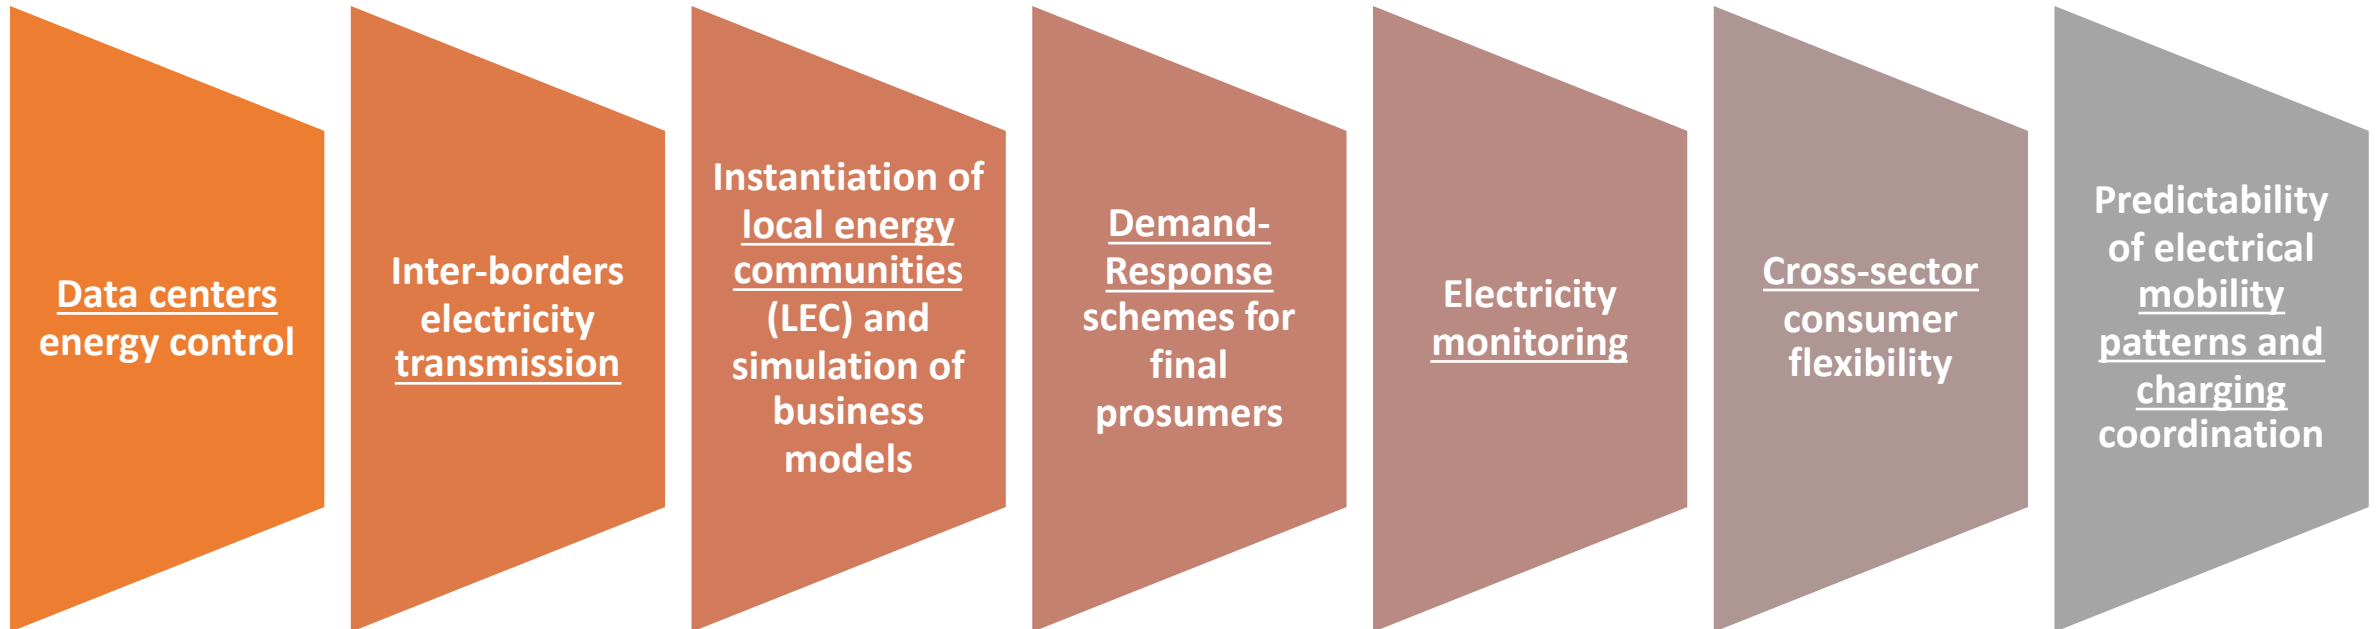 Data centers
energy control
Inter-borders
electricity
transmission
Instantiation of
local energy
communities
(LEC) and
simulation of
business
models
Demand-
Response
schemes for
final
prosumers
Electricity
monitoring
Cross-sector
consumer
flexibility
Predictability
of electrical
mobility
patterns and
charging
coordination